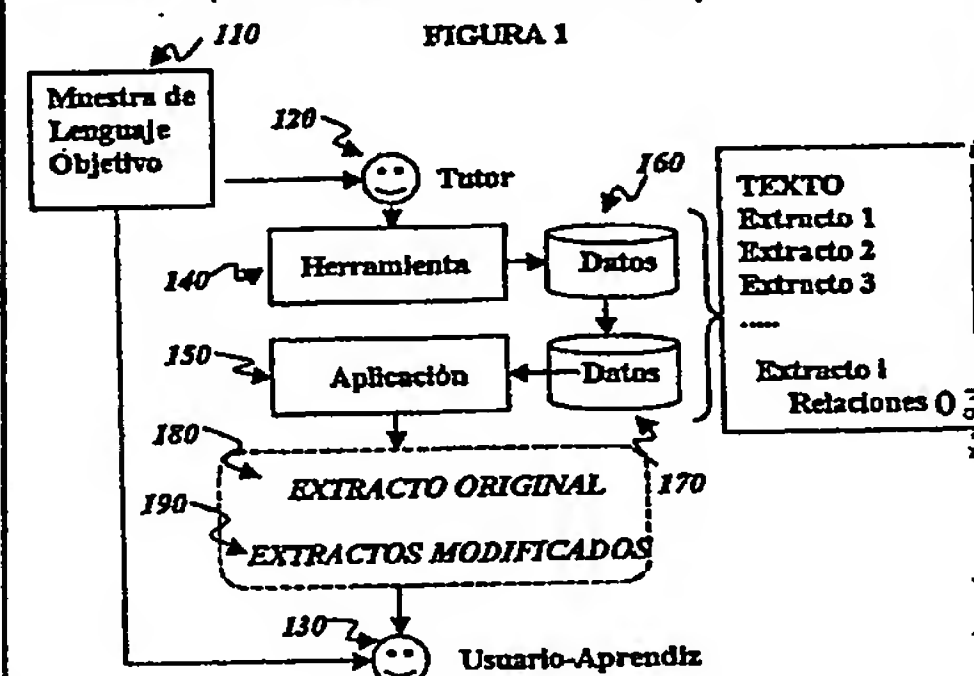 110
FIGURA 1
Muestra de
Lenguaje
Objetivo
120
Tutor
160
TEXTO
Extracto 1
Extracto 2
Extracto 3
.....
Extracto i
Relaciones ()
140
Herramienta
Datos
150
Aplicación
Datos
180
EXTRACTO ORIGINAL
170
190
EXTRACTOS MODIFICADOS
130
Usuario-Aprendiz